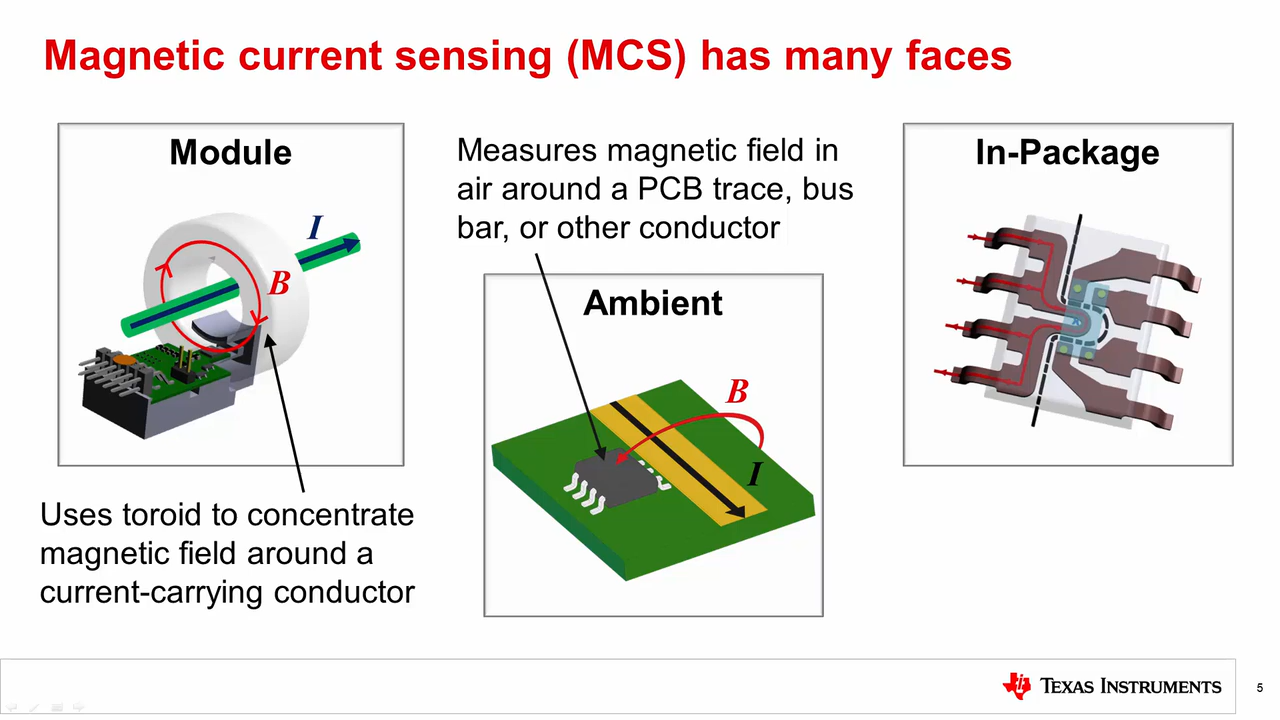 Magnetic current sensing (MCS) has many faces
Module
I
B
Uses toroid to concentrate
magnetic field around a
current-carrying conductor
Measures magnetic field in
air around a PCB trace, bus
bar, or other conductor
Ambient
B
I
In-Package
TEXAS INSTRUMENTS
5